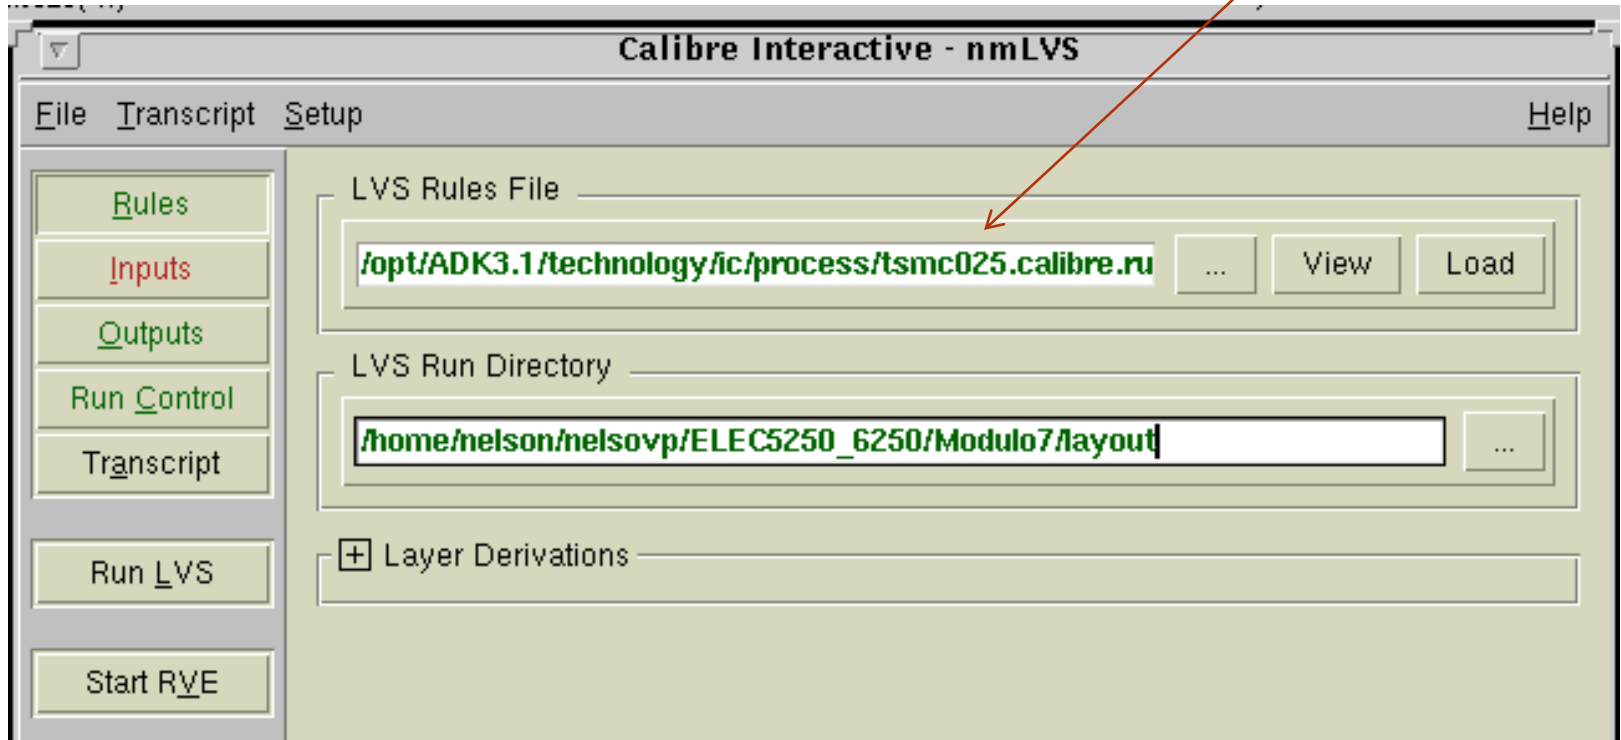 Calibre Interactive - nmLVS
File Transcript Setup Help
Rules
Inputs
Outputs
Run Control
Transcript
Run LVS
Start RVE
LVS Rules File
/opt/ADK3.1/technology/ic/process/tsmc025.calibre.ru ... View Load
LVS Run Directory
/home/nelson/nelsovp/ELEC5250_6250/Modulo7/layout ...
+ Layer Derivations